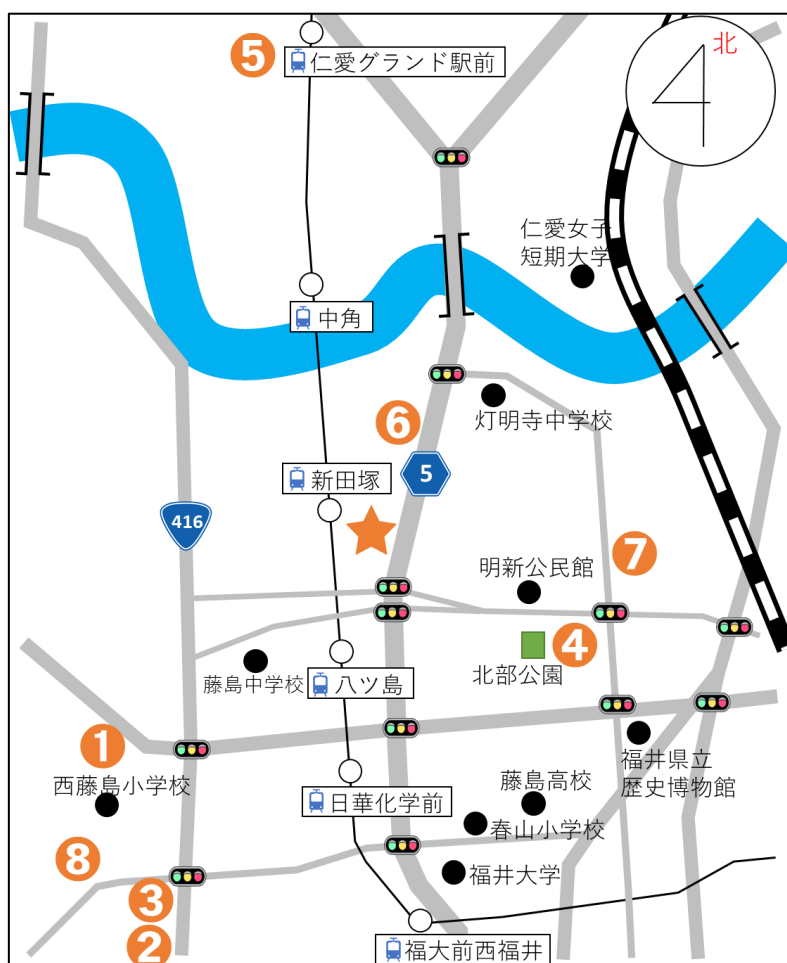 北
5
仁愛グランド駅前
仁愛女子
短期大学
中角
灯明寺中学校
6
5
新田塚
416
7
明新公民館
4
北部公園
藤島中学校
八ツ島
1
西藤島小学校
福井県立
歴史博物館
日華化学前
藤島高校
春山小学校
8
福井大学
3
2
福大前西福井